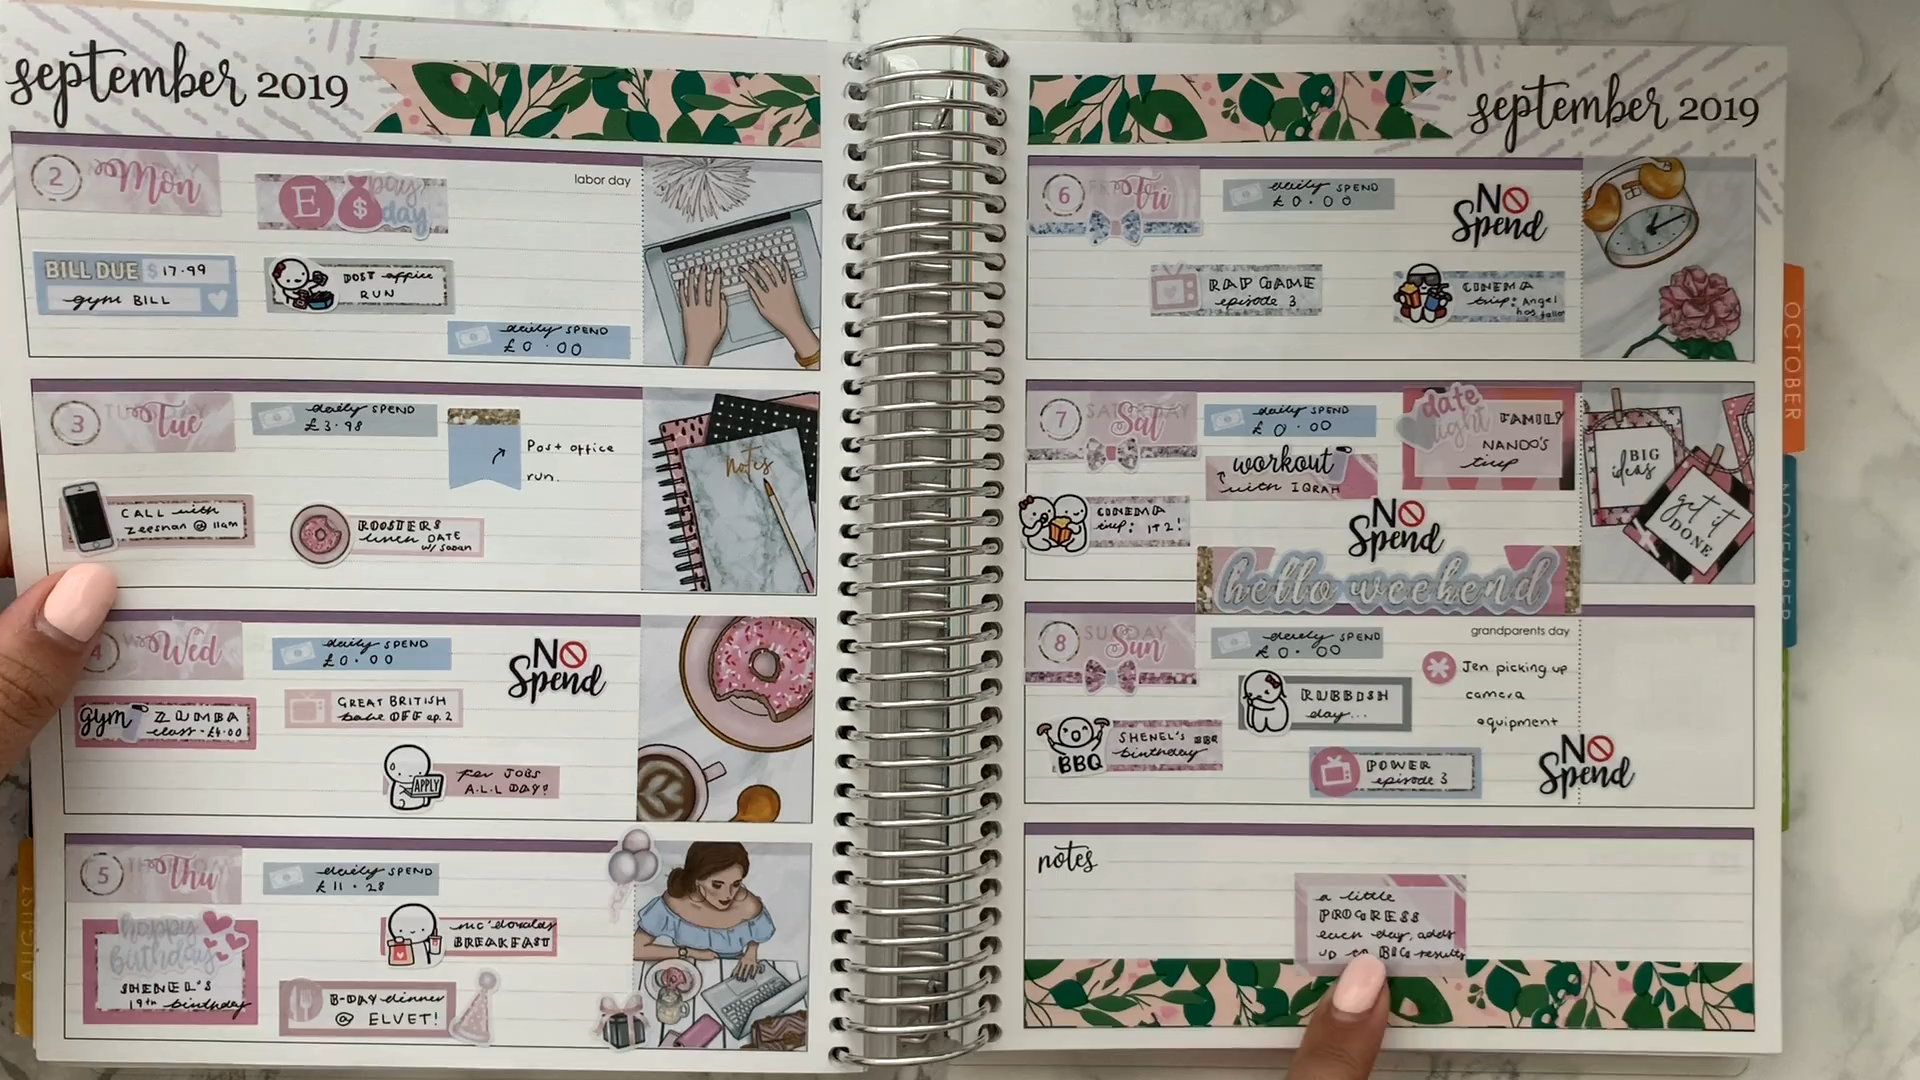 september 2019
2 Mon
E $ Pay day
labor day
BILL DUE $17.99
gym BILL
POST office
RUN
daily SPEND
£0.00
3 Tue
daily SPEND
£3.98
Post office
run.
CALL with
Zeeshan @ 11am
ROOSTERS
lunch DATE
notes
4 Wed
daily SPEND
£0.00
NO
Spend
gym ZUMBA
class - £4.00
GREAT BRITISH
bake OFF ep. 2
APPLY
for JOBS
A.L.L DAY!
5 Thu
daily SPEND
£11.28
happy
birthday
SHENEL'S
19th birthday
mc'donalds
BREAKFAST
B-DAY dinner
@ ELVET!
AUGUST
september 2019
6 Fri
daily SPEND
£0.00
NO
Spend
RAP GAME
episode 3
CINEMA
trip: Angel
has fallen
7 SATURDAY Sat
daily SPEND
£0.00
date
night
FAMILY
NANDO'S
trip
workout
with IQRAH
CINEMA
trip: 1+2!
NO
Spend
hello weekend
BIG
ideas
get it
DONE
8 SUNDAY Sun
daily SPEND
£0.00
grandparents day
Jen picking up
camera
equipment
RUBBISH
day...
BBQ
SHENEL'S BBQ
birthday
POWER
episode 3
NO
Spend
notes
a little
PROGRESS
each day, adds
up to BIG results
OCTOBER
NOVEMBER